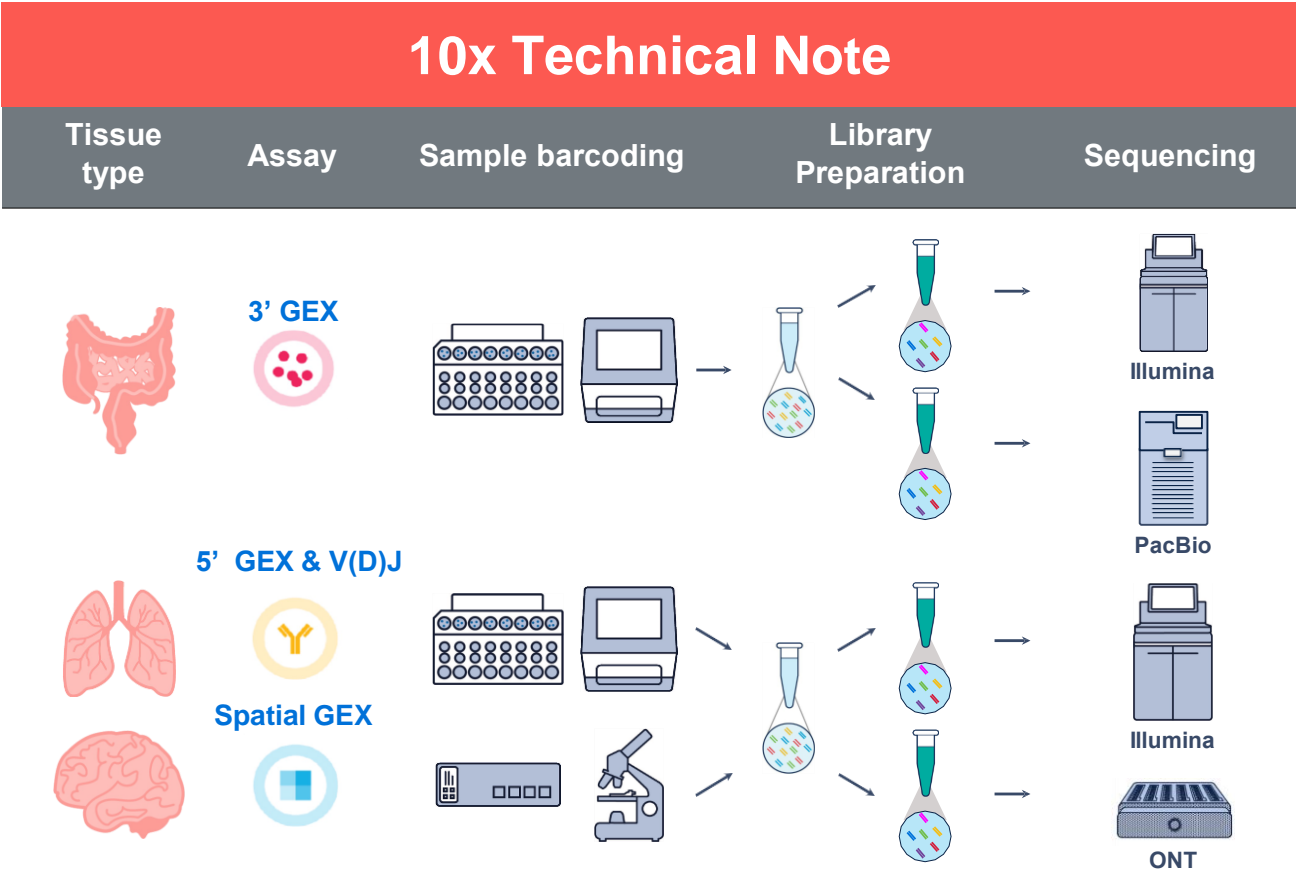 10x Technical Note
Tissue
type
Assay
Sample barcoding
Library
Preparation
Sequencing
3’ GEX
Illumina
PacBio
5’ GEX & V(D)J
Spatial GEX
Illumina
ONT